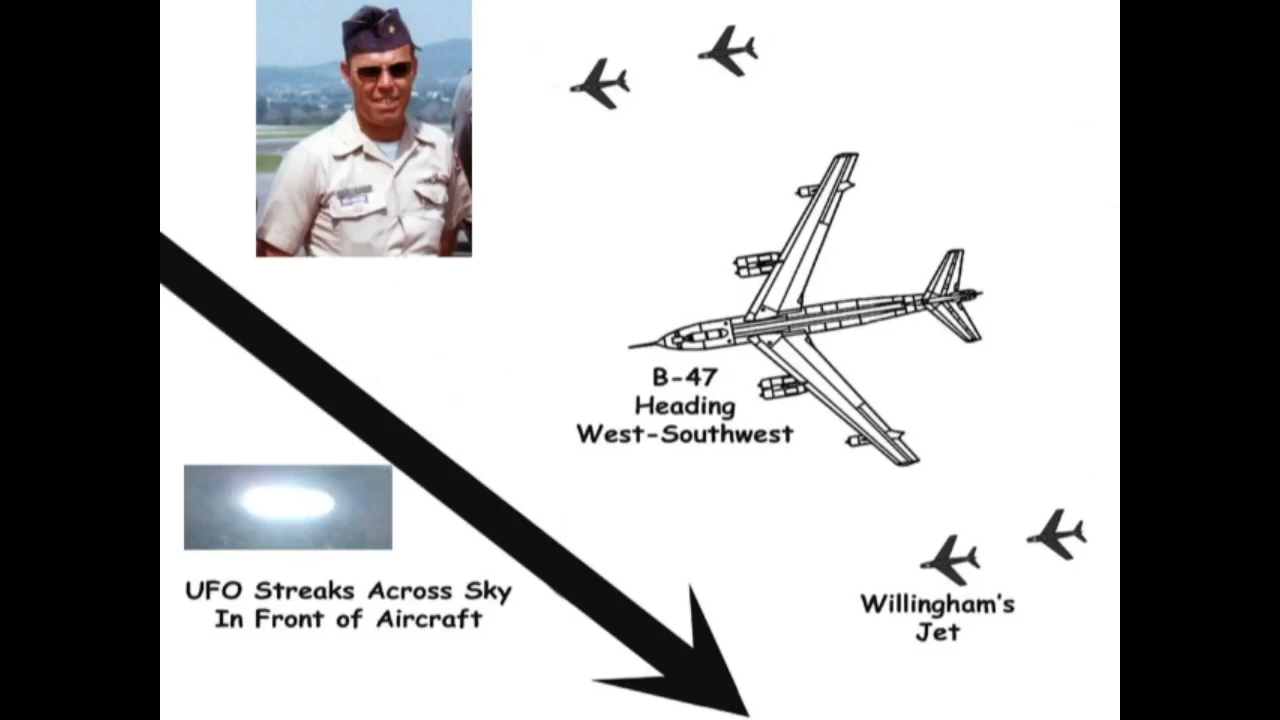 B-47
Heading
West-Southwest
UFO Streaks Across Sky
In Front of Aircraft
Willingham's
Jet